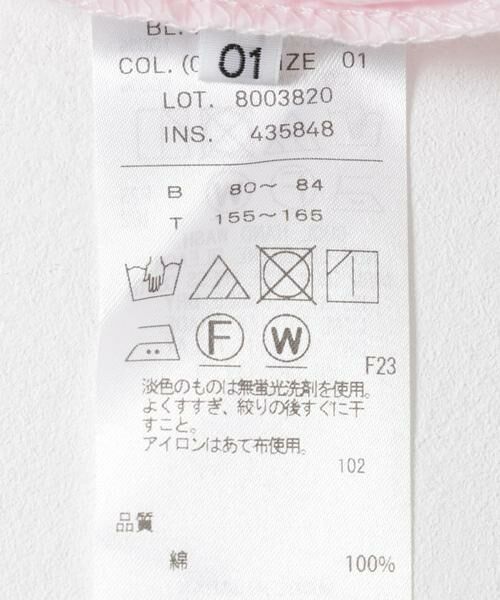 BL.
COL. (C 01 IZE 01
LOT. 8003820
INS. 435848
B 80～ 84
T 155～165
F W
F23
淡色のものは無蛍光洗剤を使用。
よくすすぎ、絞りの後すぐに干
すこと。
アイロンはあて布使用。
102
品質
綿 100%